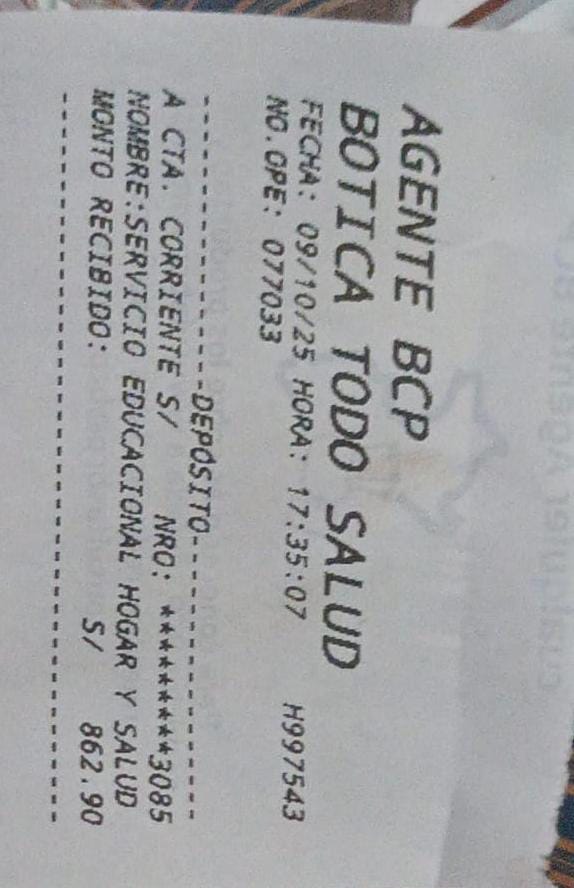 AGENTE BCP
BOTICA TODO SALUD
FECHA: 09/10/25 HORA: 17:35:07 H997543
NO.OPE: 077033
-------------DEPOSITO-----------------
A CTA. CORRIENTE S/ NRO: **********3085
NOMBRE:SERVICIO EDUCACIONAL HOGAR Y SALUD
MONTO RECIBIDO: S/ 862.90
--------------------------------------